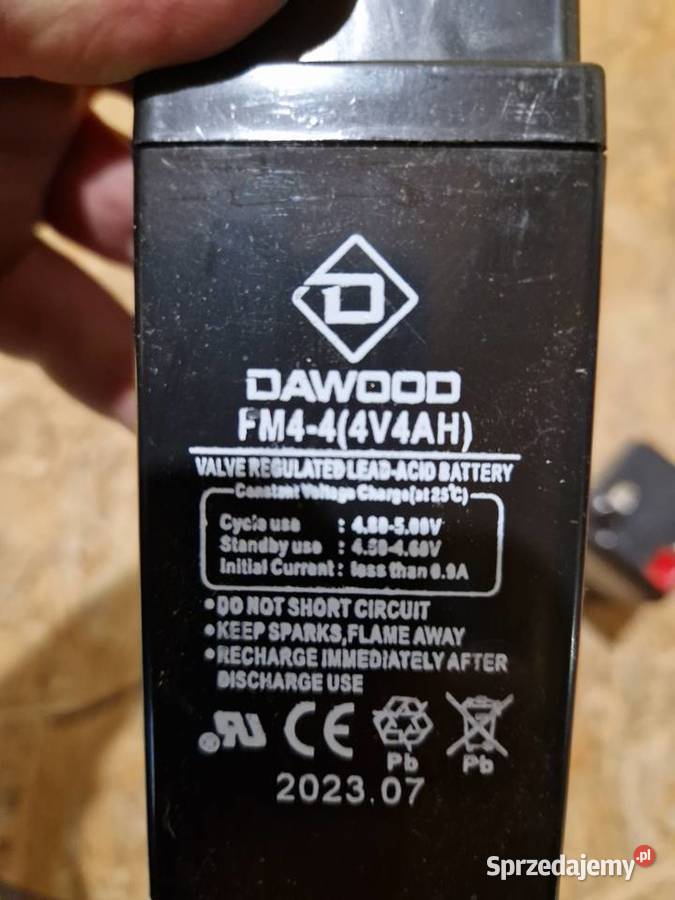 D
DAWOOD
FM4-4(4V4AH)
VALVE REGULATED LEAD-ACID BATTERY
Constant Voltage Charge(at 25℃)
Cycle use : 4.80-5.00V
Standby use : 4.50-4.60V
Initial Current : less than 0.9A
•DO NOT SHORT CIRCUIT
•KEEP SPARKS,FLAME AWAY
•RECHARGE IMMEDIATELY AFTER
DISCHARGE USE
RU CE
Pb Pb
2023.07
Sprzedajemy.pl